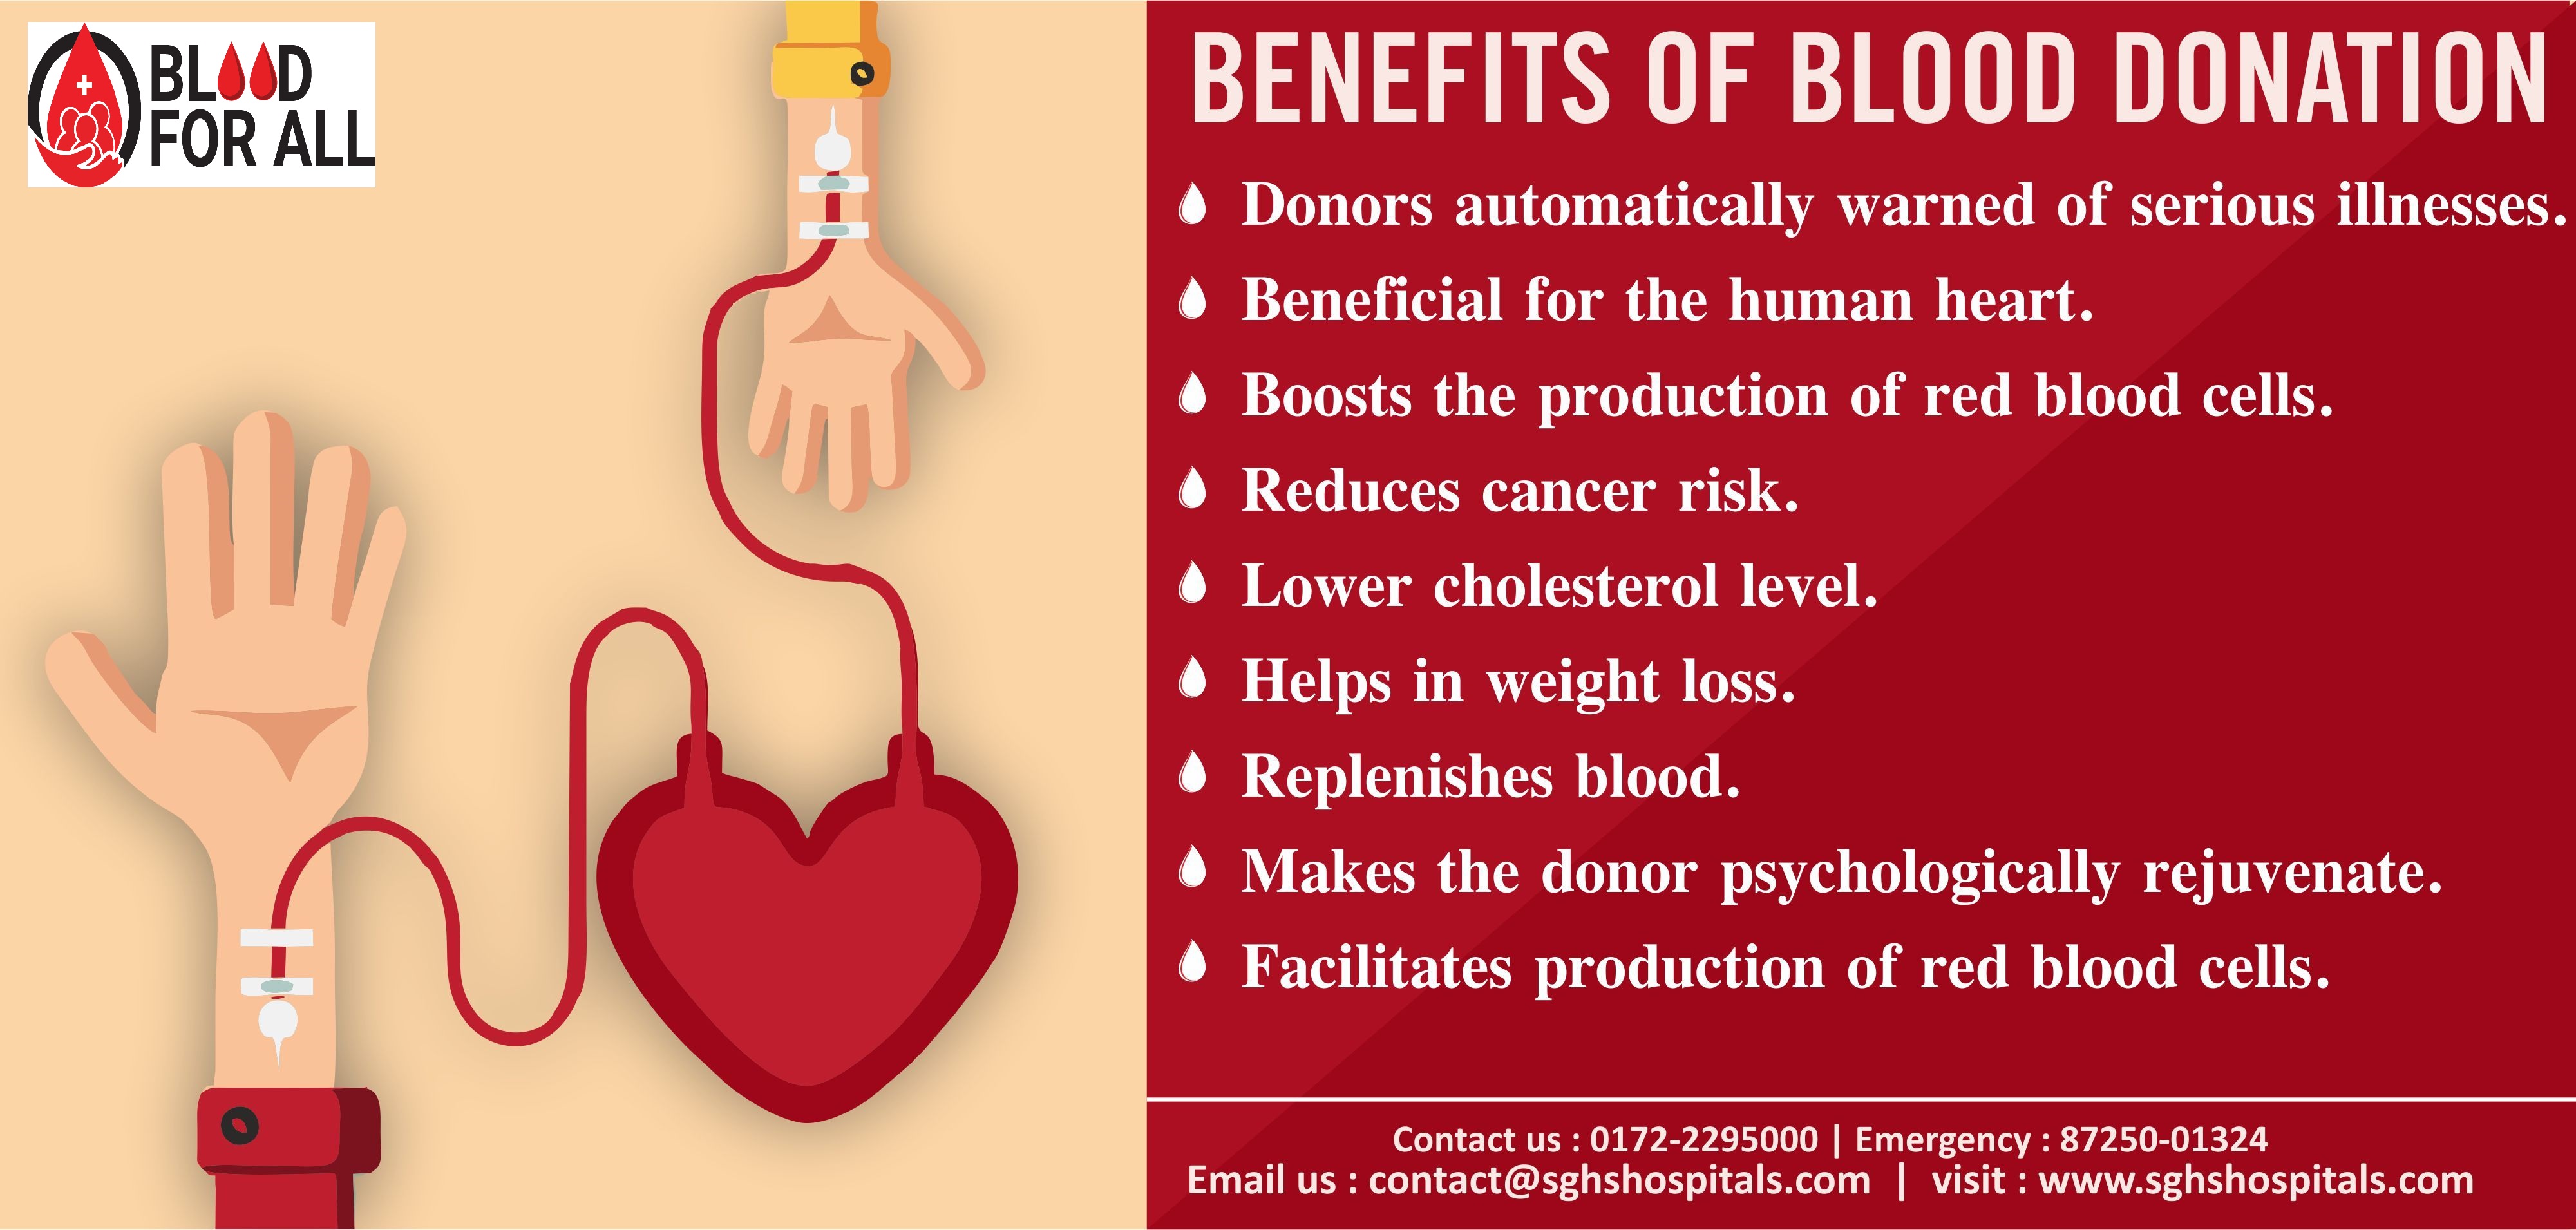 BLOOD
FOR ALL
BENEFITS OF BLOOD DONATION
Donors automatically warned of serious illnesses.
Beneficial for the human heart.
Boosts the production of red blood cells.
Reduces cancer risk.
Lower cholesterol level.
Helps in weight loss.
Replenishes blood.
Makes the donor psychologically rejuvenate.
Facilitates production of red blood cells.
Contact us : 0172-2295000 | Emergency : 87250-01324
Email us : contact@sghshospitals.com | visit : www.sghshospitals.com